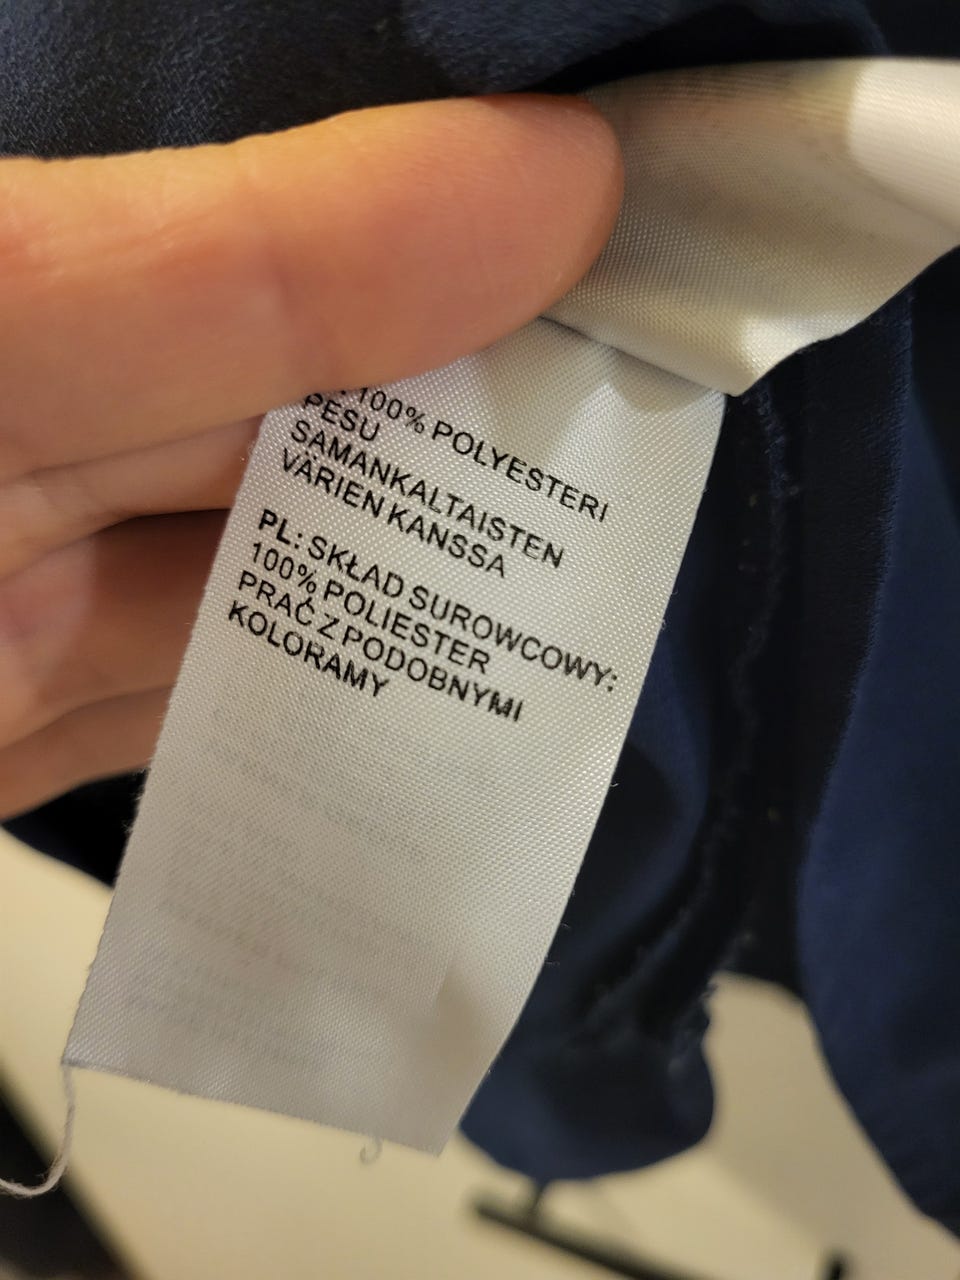 : 100% POLYESTERI
PESU
SAMANKALTAISTEN
VÄRIEN KANSSA
PL: SKŁAD SUROWCOWY:
100% POLIESTER
PRAĆ Z PODOBNYMI
KOLORAMY